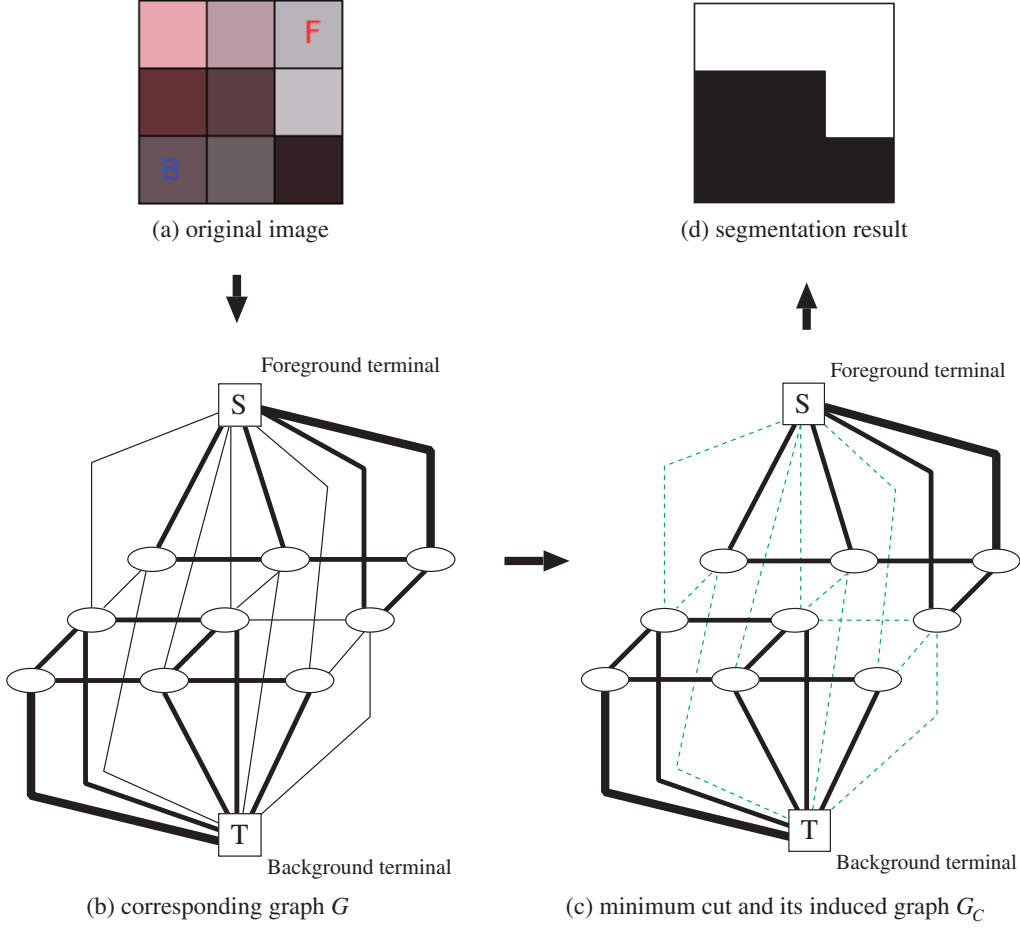 F
B
(a) original image
(d) segmentation result
Foreground terminal
S
Foreground terminal
S
T
Background terminal
T
Background terminal
(b) corresponding graph G
(c) minimum cut and its induced graph G_C